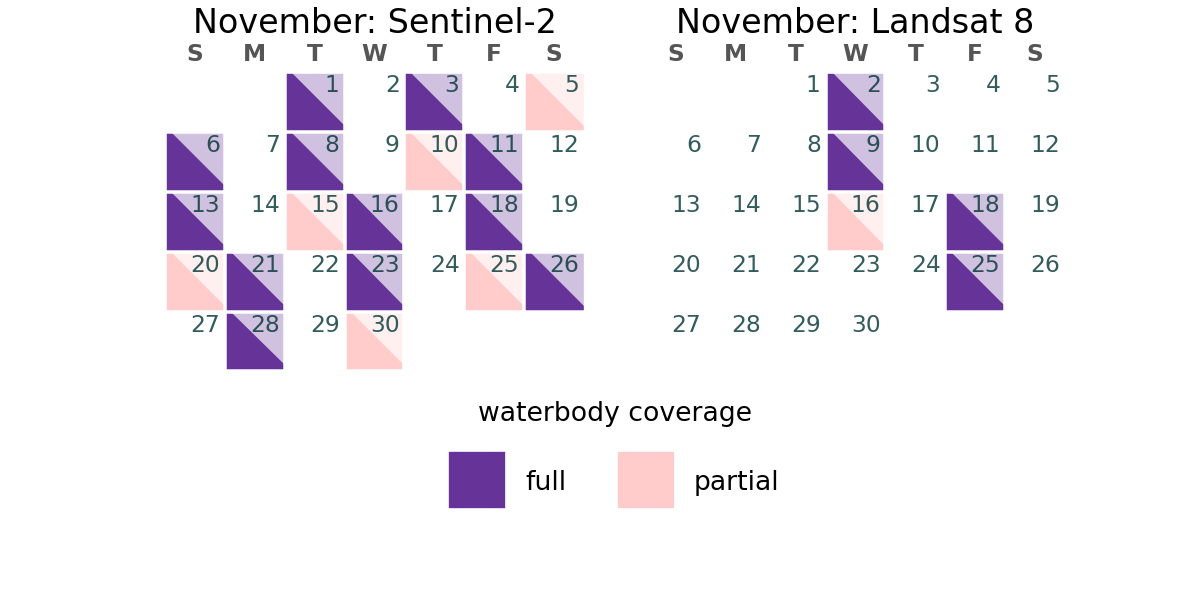 November: Sentinel-2
S M T W T F S
1 2 3 4 5
6 7 8 9 10 11 12
13 14 15 16 17 18 19
20 21 22 23 24 25 26
27 28 29 30
November: Landsat 8
S M T W T F S
1 2 3 4 5
6 7 8 9 10 11 12
13 14 15 16 17 18 19
20 21 22 23 24 25 26
27 28 29 30
waterbody coverage
full partial